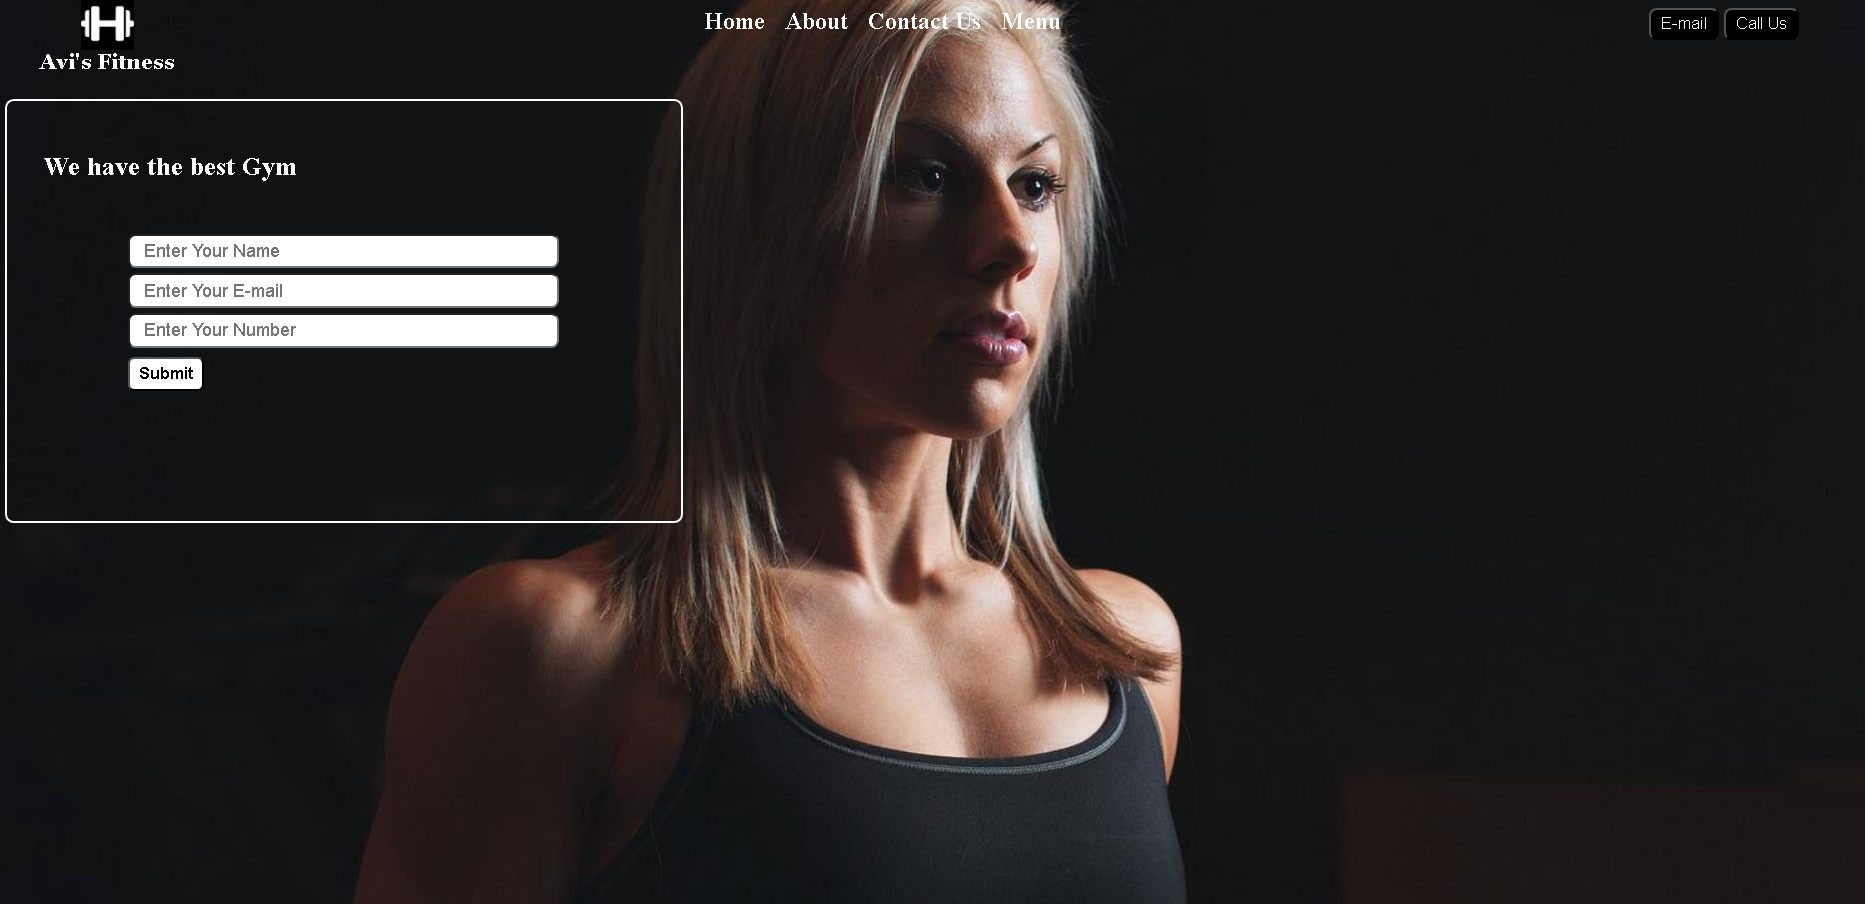 Home About Contact Us Menu
E-mail Call Us
Avi's Fitness
We have the best Gym
Enter Your Name
Enter Your E-mail
Enter Your Number
Submit